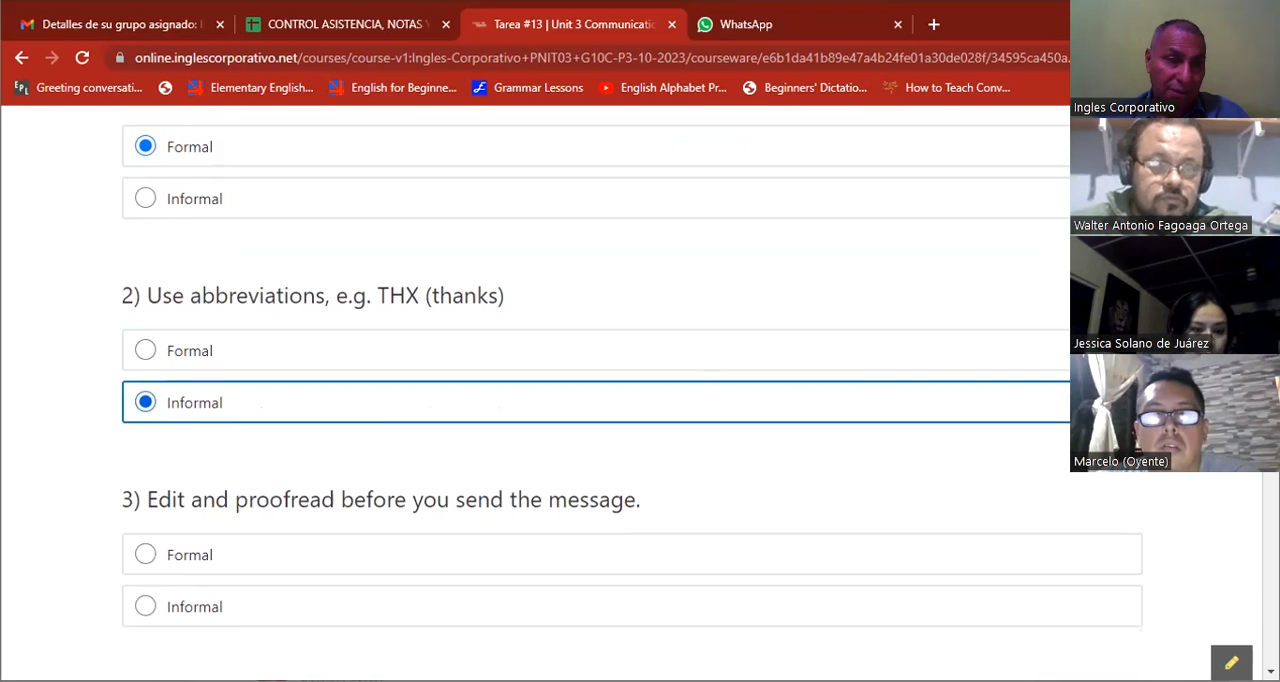 Detalles de su grupo asignado:
CONTROL ASISTENCIA, NOTAS Y
Tarea #13 | Unit 3 Communicatio
WhatsApp
online.inglescorporativo.net/courses/course-v1:Ingles-Corporativo+PNIT03+G10C-P3-10-2023/courseware/e6b1da41b89e47a4b24fe01a30de028f/34595ca450a.
Greeting conversati...
Elementary English...
English for Beginne...
Grammar Lessons
English Alphabet Pr...
Beginners' Dictatio...
How to Teach Conv...
Formal
Informal
2) Use abbreviations, e.g. THX (thanks)
Formal
Informal
3) Edit and proofread before you send the message.
Formal
Informal
Ingles Corporativo
Walter Antonio Fagoaga Ortega
Jessica Solano de Juárez
Marcelo (Oyente)